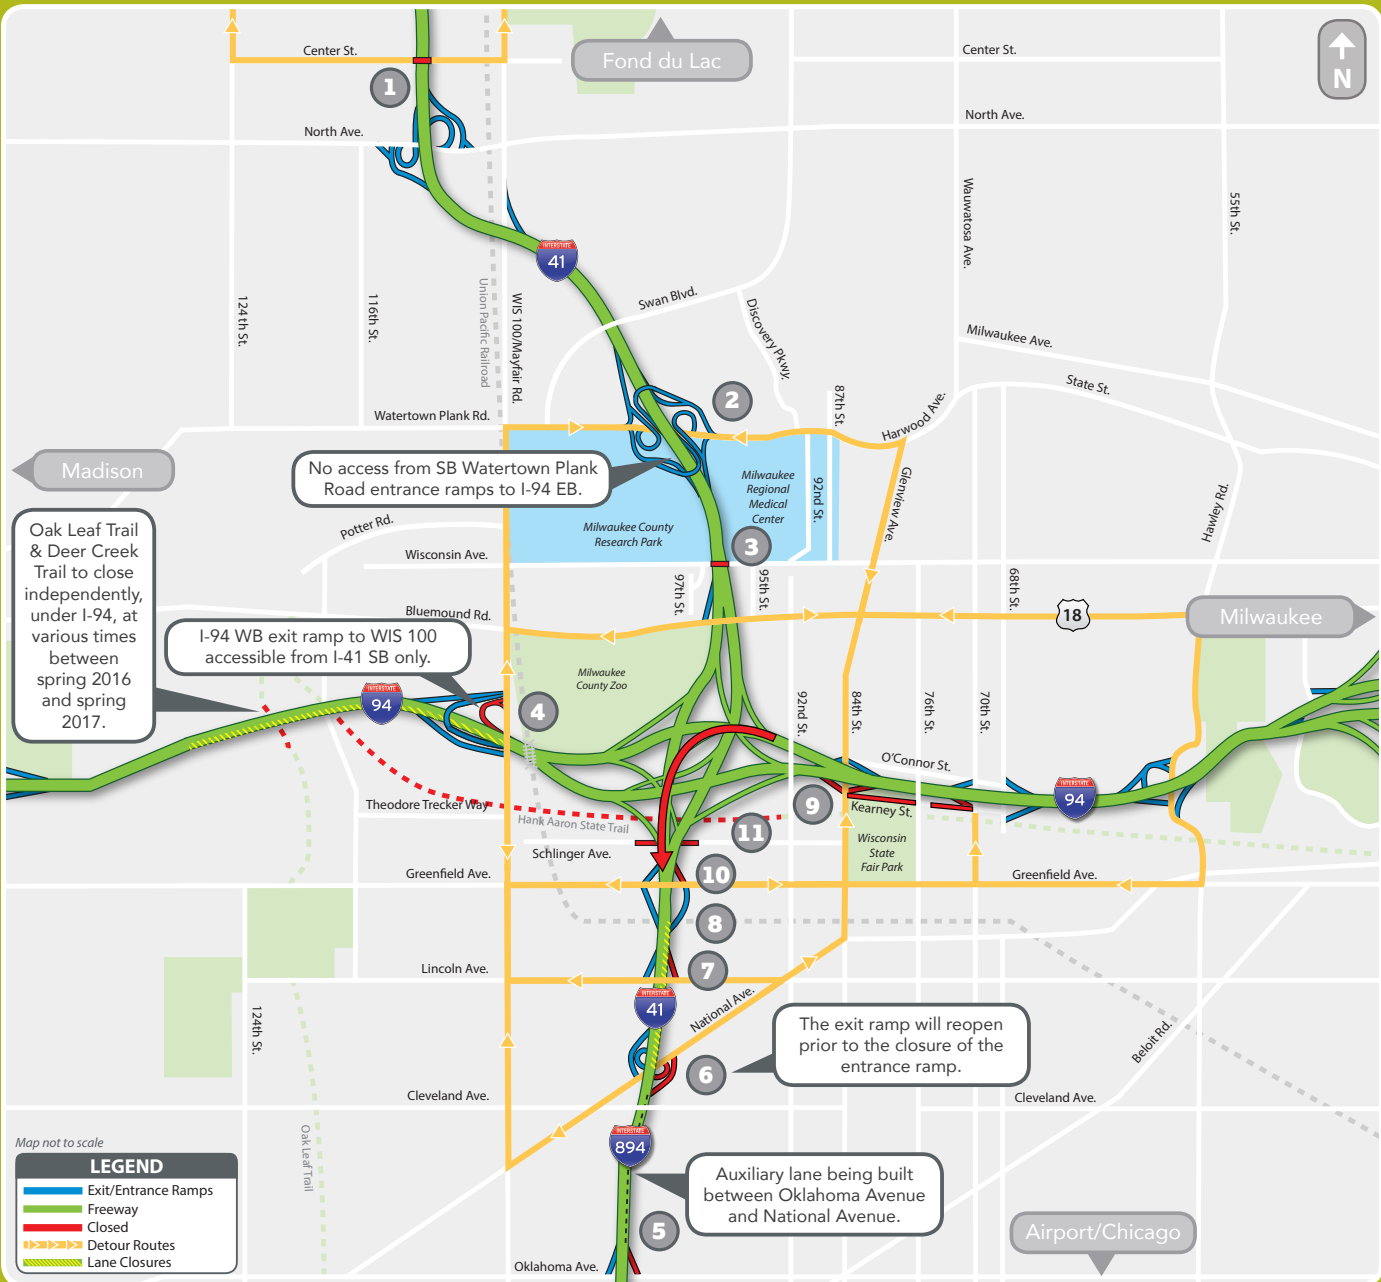 Center St.
Fond du Lac
Center St.
N
1
North Ave.
North Ave.
Wauwatosa Ave.
55th St.
INTERSTATE
41
Swan Blvd.
Discovery Pkwy.
124th St.
116th St.
Union Pacific Railroad
WIS 100/Mayfair Rd.
Milwaukee Ave.
State St.
2
87th St.
Harwood Ave.
Watertown Plank Rd.
Madison
No access from SB Watertown Plank
Road entrance ramps to I-94 EB.
Milwaukee
Regional
Medical
Center
92nd St.
Glenview Ave.
Hawley Rd.
Oak Leaf Trail
& Deer Creek
Trail to close
independently,
under I-94, at
various times
between
spring 2016
and spring
2017.
Potter Rd.
Milwaukee County
Research Park
3
Wisconsin Ave.
97th St.
95th St.
68th St.
Bluemound Rd.
18
Milwaukee
I-94 WB exit ramp to WIS 100
accessible from I-41 SB only.
Milwaukee
County Zoo
INTERSTATE
94
4
92nd St.
84th St.
76th St.
70th St.
O'Connor St.
INTERSTATE
94
Theodore Trecker Way
9
Kearney St.
Hank Aaron State Trail
11
Wisconsin
State
Fair Park
Schlinger Ave.
Greenfield Ave.
10
Greenfield Ave.
8
Lincoln Ave.
7
INTERSTATE
41
National Ave.
124th St.
The exit ramp will reopen
prior to the closure of the
entrance ramp.
Beloit Rd.
6
Cleveland Ave.
Cleveland Ave.
INTERSTATE
894
Oak Leaf Trail
Map not to scale
LEGEND
Exit/Entrance Ramps
Freeway
Closed
Detour Routes
Lane Closures
Auxiliary lane being built
between Oklahoma Avenue
and National Avenue.
5
Airport/Chicago
Oklahoma Ave.